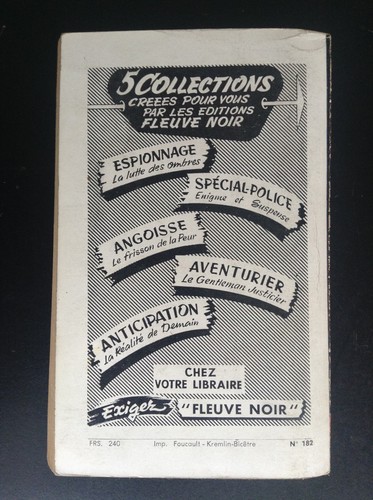 5 COLLECTIONS
CREEES POUR VOUS
PAR LES EDITIONS
FLEUVE NOIR
ESPIONNAGE
La lutte des ombres
SPÉCIAL-POLICE
Enigme et Suspense
ANGOISSE
Le Frisson de la Peur
AVENTURIER
Le Gentleman Justicier
ANTICIPATION
La Réalité de Demain
CHEZ
VOTRE LIBRAIRE
Exigez "FLEUVE NOIR"
FRS. 240 Imp. Foucault - Kremlin-Bicêtre N° 182